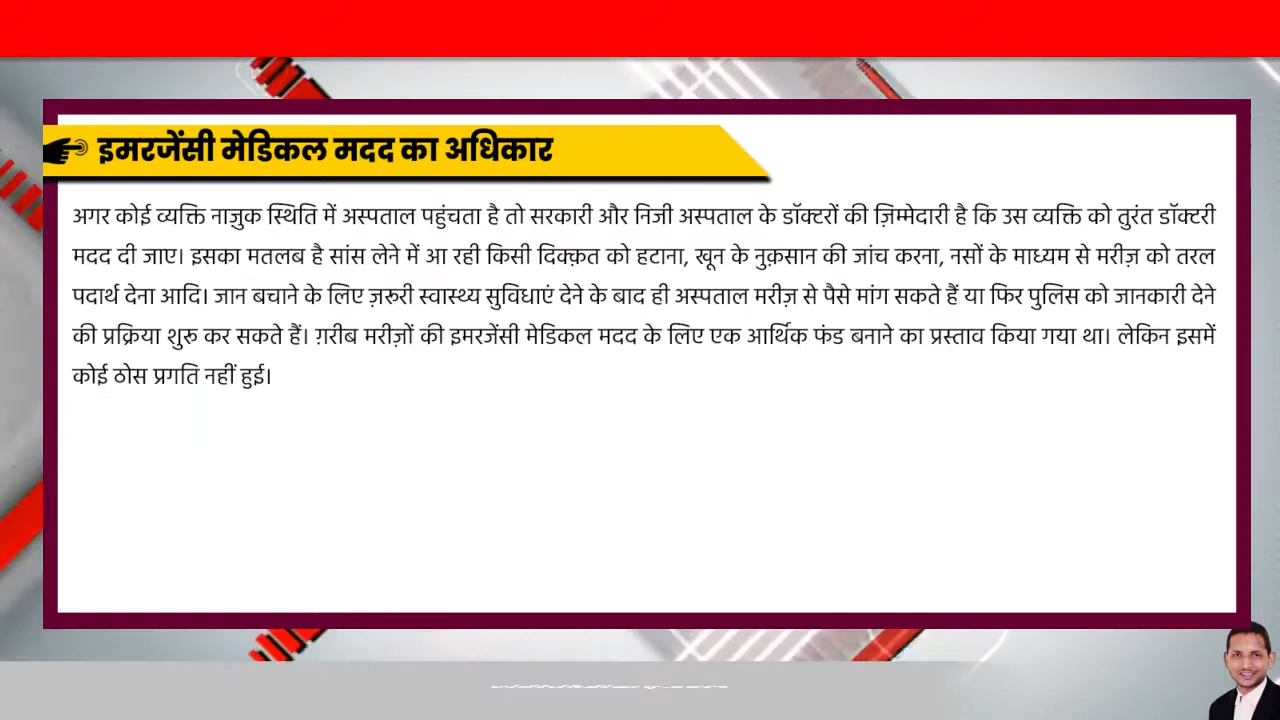 इमरजेंसी मेडिकल मदद का अधिकार
अगर कोई व्यक्ति नाज़ुक स्थिति में अस्पताल पहुंचता है तो सरकारी और निजी अस्पताल के डॉक्टरों की ज़िम्मेदारी है कि उस व्यक्ति को तुरंत डॉक्टरी
मदद दी जाए। इसका मतलब है सांस लेने में आ रही किसी दिक्क़त को हटाना, खून के नुक़सान की जांच करना, नसों के माध्यम से मरीज़ को तरल
पदार्थ देना आदि। जान बचाने के लिए ज़रूरी स्वास्थ्य सुविधाएं देने के बाद ही अस्पताल मरीज़ से पैसे मांग सकते हैं या फिर पुलिस को जानकारी देने
की प्रक्रिया शुरू कर सकते हैं। ग़रीब मरीज़ों की इमरजेंसी मेडिकल मदद के लिए एक आर्थिक फंड बनाने का प्रस्ताव किया गया था। लेकिन इसमें
कोई ठोस प्रगति नहीं हुई।